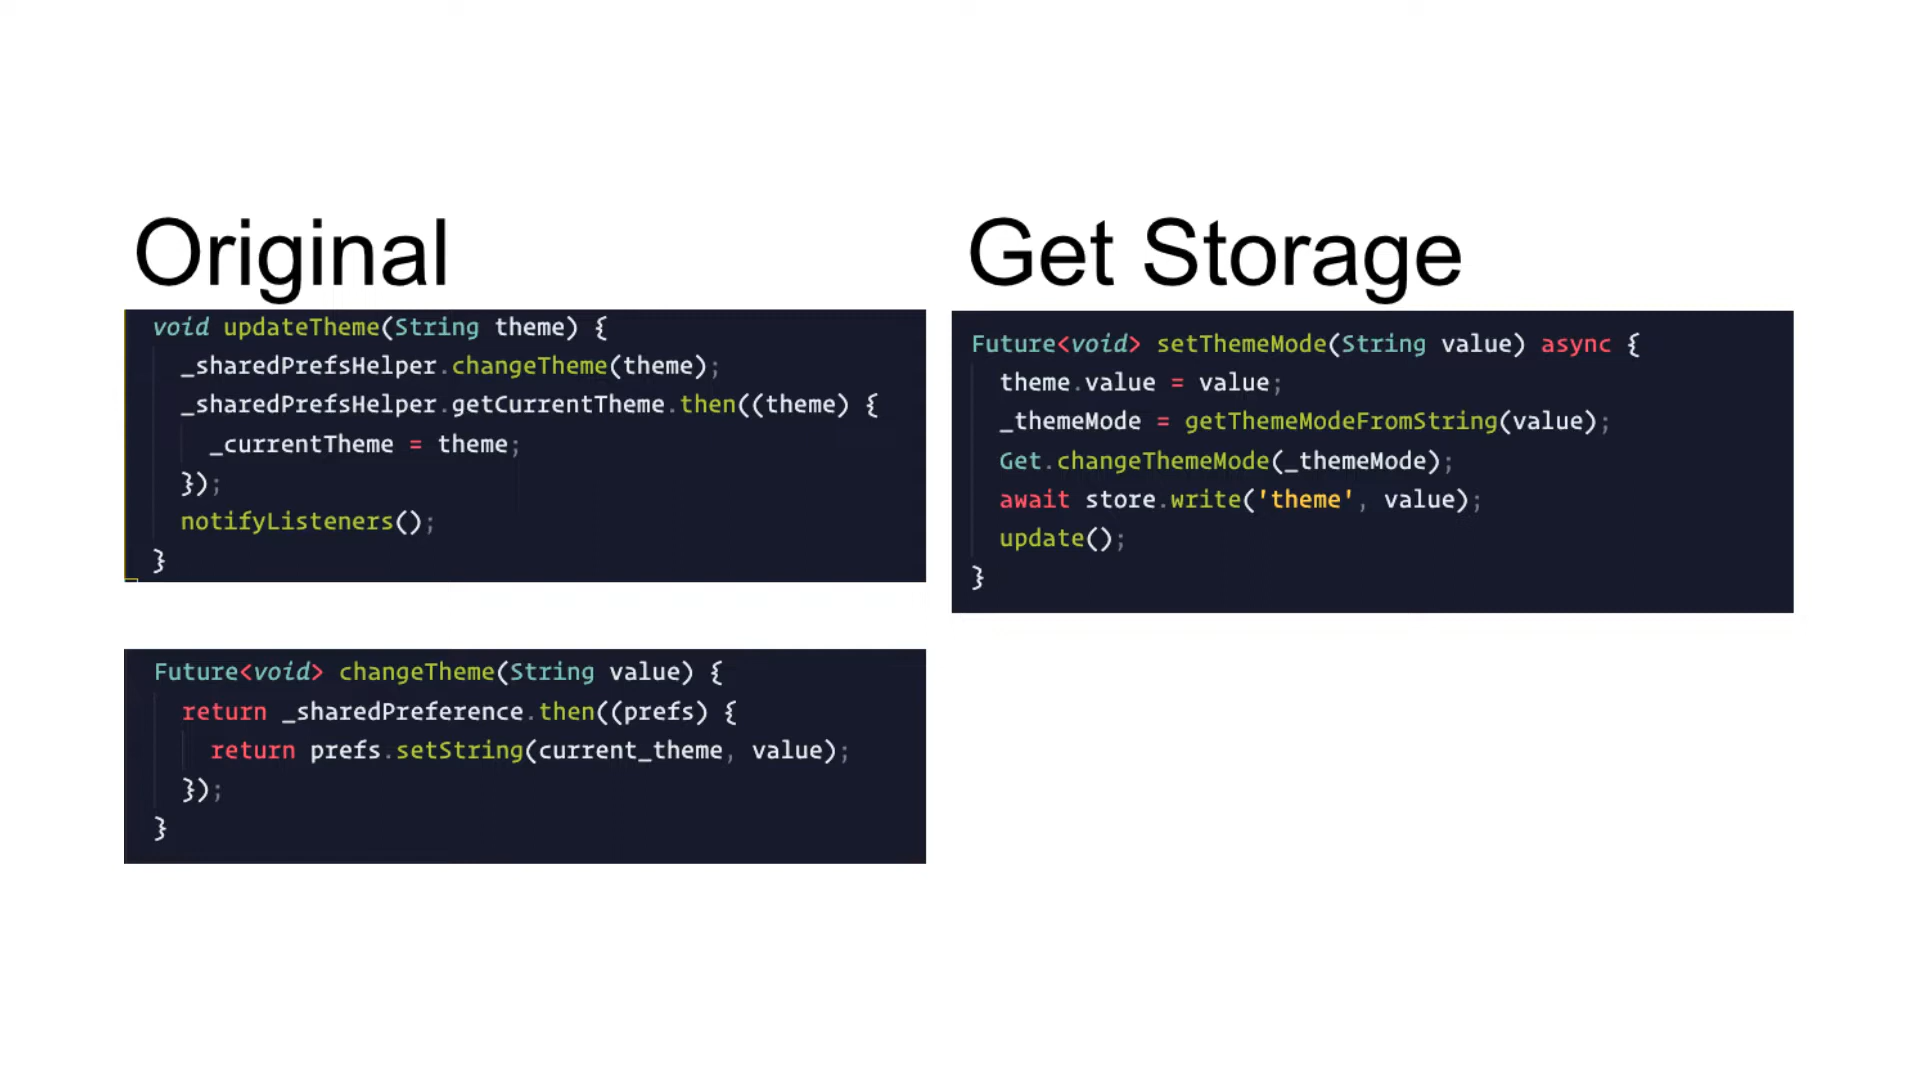 Original
void updateTheme(String theme) {
  _sharedPrefsHelper.changeTheme(theme);
  _sharedPrefsHelper.getCurrentTheme.then((theme) {
    _currentTheme = theme;
  });
  notifyListeners();
}
Future<void> changeTheme(String value) {
  return _sharedPreference.then((prefs) {
    return prefs.setString(current_theme, value);
  });
}
Get Storage
Future<void> setThemeMode(String value) async {
  theme.value = value;
  _themeMode = getThemeModeFromString(value);
  Get.changeThemeMode(_themeMode);
  await store.write('theme', value);
  update();
}